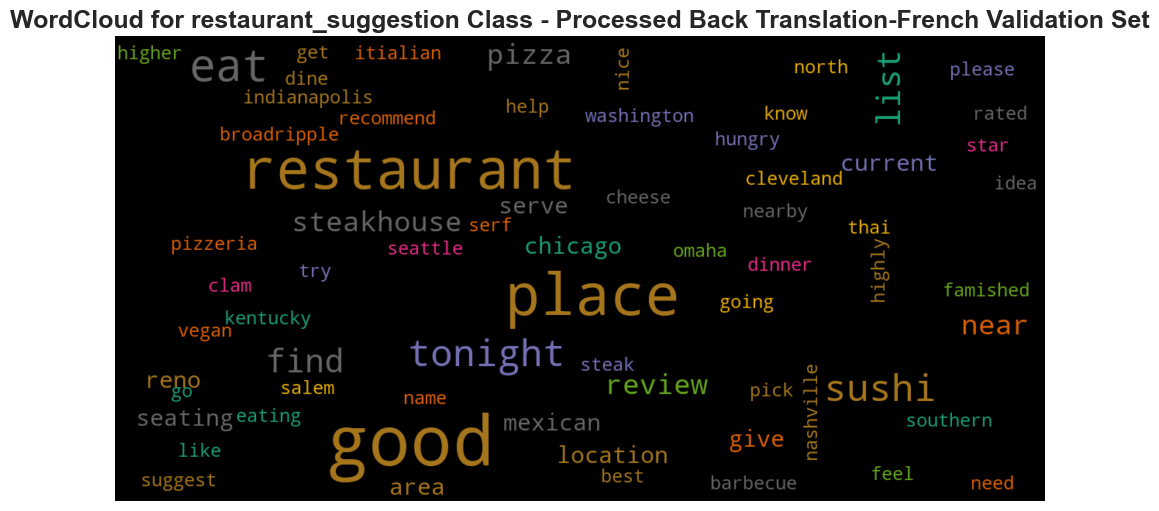 WordCloud for restaurant_suggestion Class - Processed Back Translation-French Validation Set
higher
eat
get
itialian
pizza
nice
north
list
please
dine
indianapolis
recommend
help
washington
know
rated
broadripple
hungry
star
restaurant
current
cleveland
idea
cheese
serve
nearby
steakhouse
serf
thai
pizzeria
seattle
chicago
omaha
dinner
highly
try
clam
place
going
famished
kentucky
near
vegan
tonight
find
steak
reno
go
salem
name
review
pick
nashville
sushi
seating
eating
good
mexican
southern
like
location
give
suggest
area
best
barbecue
feel
need